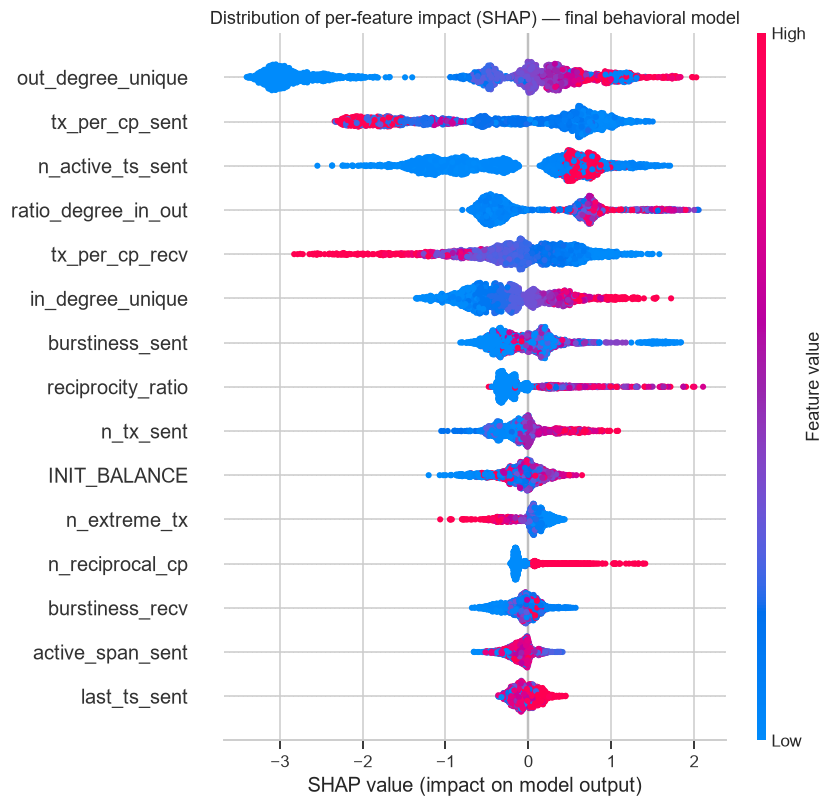 Distribution of per-feature impact (SHAP) — final behavioral model
High
out_degree_unique
tx_per_cp_sent
n_active_ts_sent
ratio_degree_in_out
tx_per_cp_recv
in_degree_unique
burstiness_sent
reciprocity_ratio
n_tx_sent
INIT_BALANCE
n_extreme_tx
n_reciprocal_cp
burstiness_recv
active_span_sent
last_ts_sent
Feature value
Low
−3 −2 −1 0 1 2
SHAP value (impact on model output)